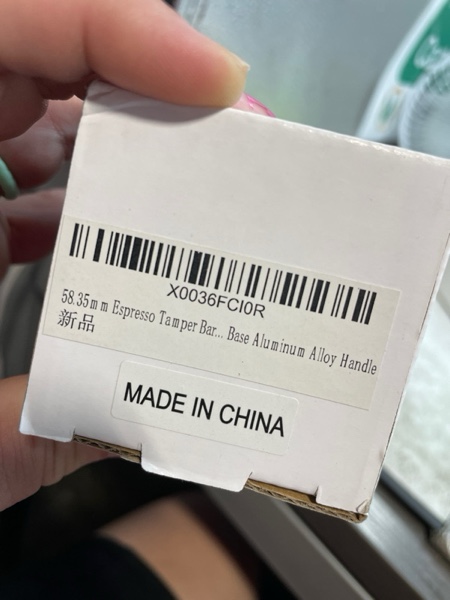 X0036FCI0R
58.35mm Espresso Tamper Bar... Base Aluminum Alloy Handle
新品
MADE IN CHINA